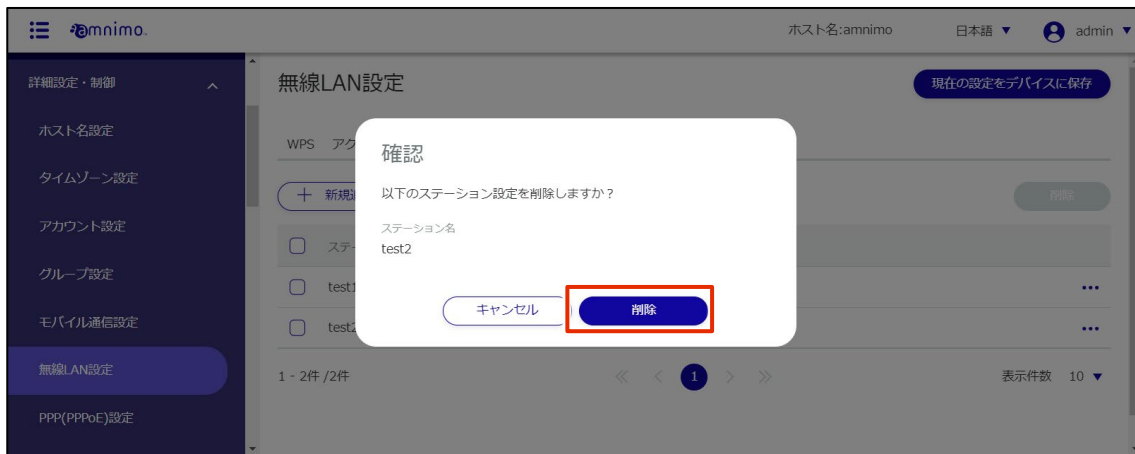 amnimo
ホスト名:amnimo
日本語 ▼
admin ▼
詳細設定・制御
ホスト名設定
タイムゾーン設定
アカウント設定
グループ設定
モバイル通信設定
無線LAN設定
PPP(PPPoE)設定
無線LAN設定
現在の設定をデバイスに保存
WPS アク
+ 新規
削除
ステー
test1
test2
確認
以下のステーション設定を削除しますか？
ステーション名
test2
キャンセル
削除
1 - 2件 /2件
≪ < 1 > ≫
表示件数 10 ▼